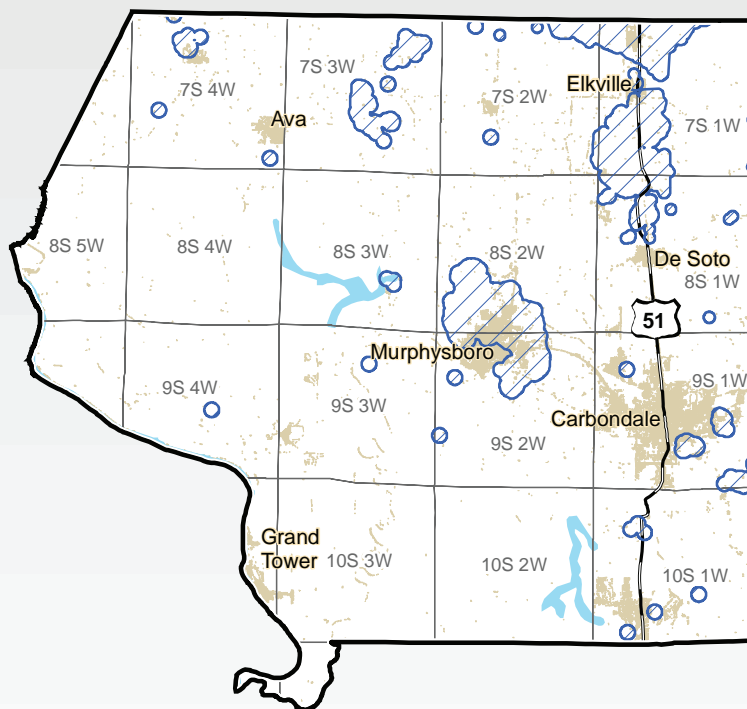 7S 3W
Elkville
7S 4W
7S 2W
Ava
7S 1W
8S 5W
8S 4W
8S 3W
8S 2W
De Soto
8S 1W
51
Murphysboro
9S 4W
9S 3W
9S 1W
Carbondale
9S 2W
Grand
Tower
10S 3W
10S 2W
10S 1W